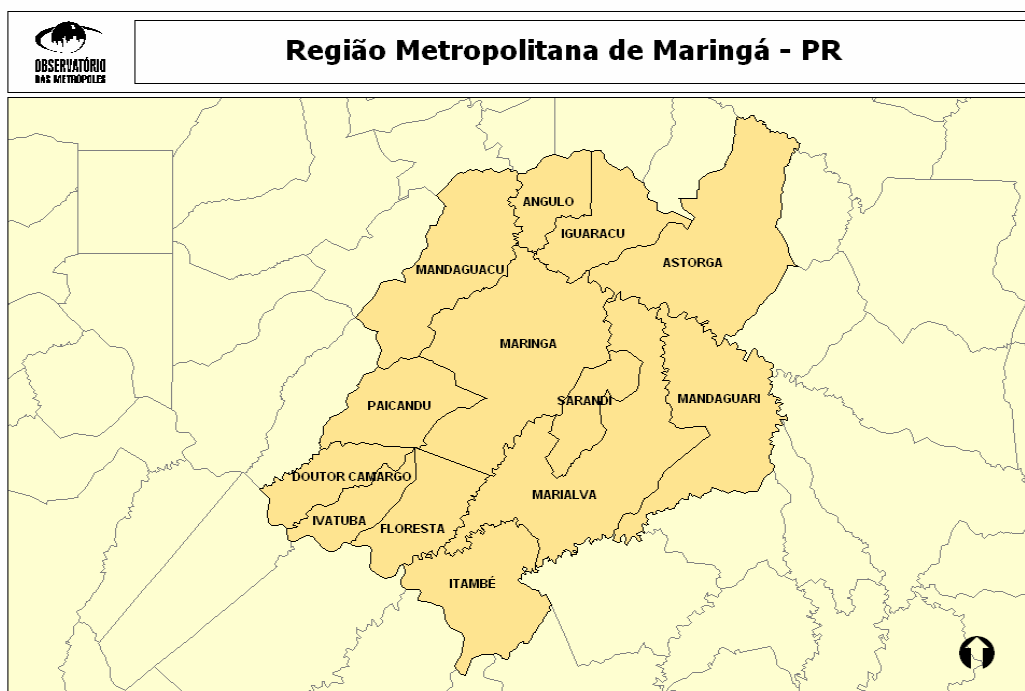 OBSERVATÓRIO
DAS METRÓPOLES
Região Metropolitana de Maringá - PR
ANGULO
IGUARACU
ASTORGA
MANDAGUACU
MARINGA
SARANDI
MANDAGUARI
PAICANDU
DOUTOR CAMARGO
MARIALVA
IVATUBA
FLORESTA
ITAMBÉ